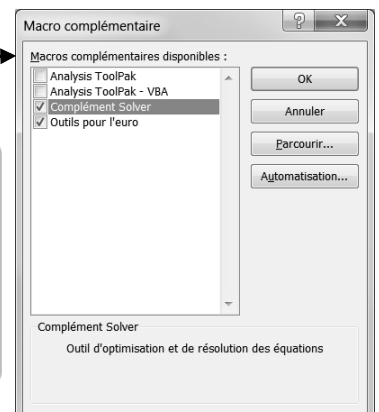 Macro complémentaire
Macros complémentaires disponibles :
Analysis ToolPak
Analysis ToolPak - VBA
Complément Solver
Outils pour l'euro
OK
Annuler
Parcourir...
Automatisation...
Complément Solver
Outil d'optimisation et de résolution des équations